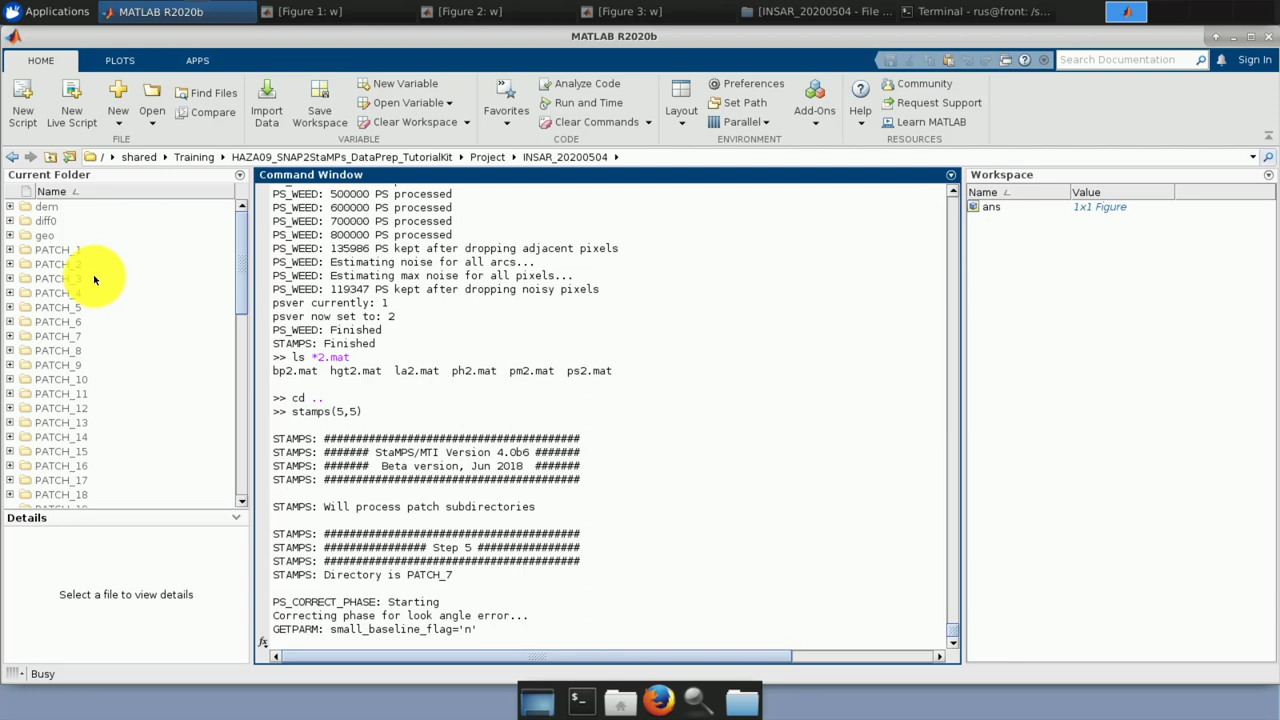 Applications
MATLAB R2020b
[Figure 1: w]
[Figure 2: w]
[Figure 3: w]
[INSAR_20200504 - File ...
Terminal - rus@front: /s...
MATLAB R2020b
HOME
PLOTS
APPS
Search Documentation
Sign In
New Script
New Live Script
New
Open
Find Files
Compare
FILE
Import Data
Save Workspace
New Variable
Open Variable
Clear Workspace
VARIABLE
Favorites
Analyze Code
Run and Time
Clear Commands
CODE
Layout
Preferences
Set Path
Parallel
ENVIRONMENT
Add-Ons
Help
Community
Request Support
Learn MATLAB
RESOURCES
/ shared Training HAZA09_SNAP2StaMPs_DataPrep_TutorialKit Project INSAR_20200504
Current Folder
Name
dem
diff0
geo
PATCH_1
PATCH_2
PATCH_3
PATCH_4
PATCH_5
PATCH_6
PATCH_7
PATCH_8
PATCH_9
PATCH_10
PATCH_11
PATCH_12
PATCH_13
PATCH_14
PATCH_15
PATCH_16
PATCH_17
PATCH_18
Details
Select a file to view details
Busy
Command Window
PS_WEED: 500000 PS processed
PS_WEED: 600000 PS processed
PS_WEED: 700000 PS processed
PS_WEED: 800000 PS processed
PS_WEED: 135986 PS kept after dropping adjacent pixels
PS_WEED: Estimating noise for all arcs...
PS_WEED: Estimating max noise for all pixels...
PS_WEED: 119347 PS kept after dropping noisy pixels
psver currently: 1
psver now set to: 2
PS_WEED: Finished
STAMPS: Finished
>> ls *2.mat
bp2.mat hgt2.mat la2.mat ph2.mat pm2.mat ps2.mat
>> cd ..
>> stamps(5,5)
STAMPS: ########################################
STAMPS: ####### StaMPS/MTI Version 4.0b6 #######
STAMPS: ####### Beta version, Jun 2018 #######
STAMPS: ########################################
STAMPS: Will process patch subdirectories
STAMPS: ########################################
STAMPS: ################ Step 5 ################
STAMPS: ########################################
STAMPS: Directory is PATCH_7
PS_CORRECT_PHASE: Starting
Correcting phase for look angle error...
GETPARM: small_baseline_flag='n'
fx
Workspace
Name
Value
ans
1x1 Figure